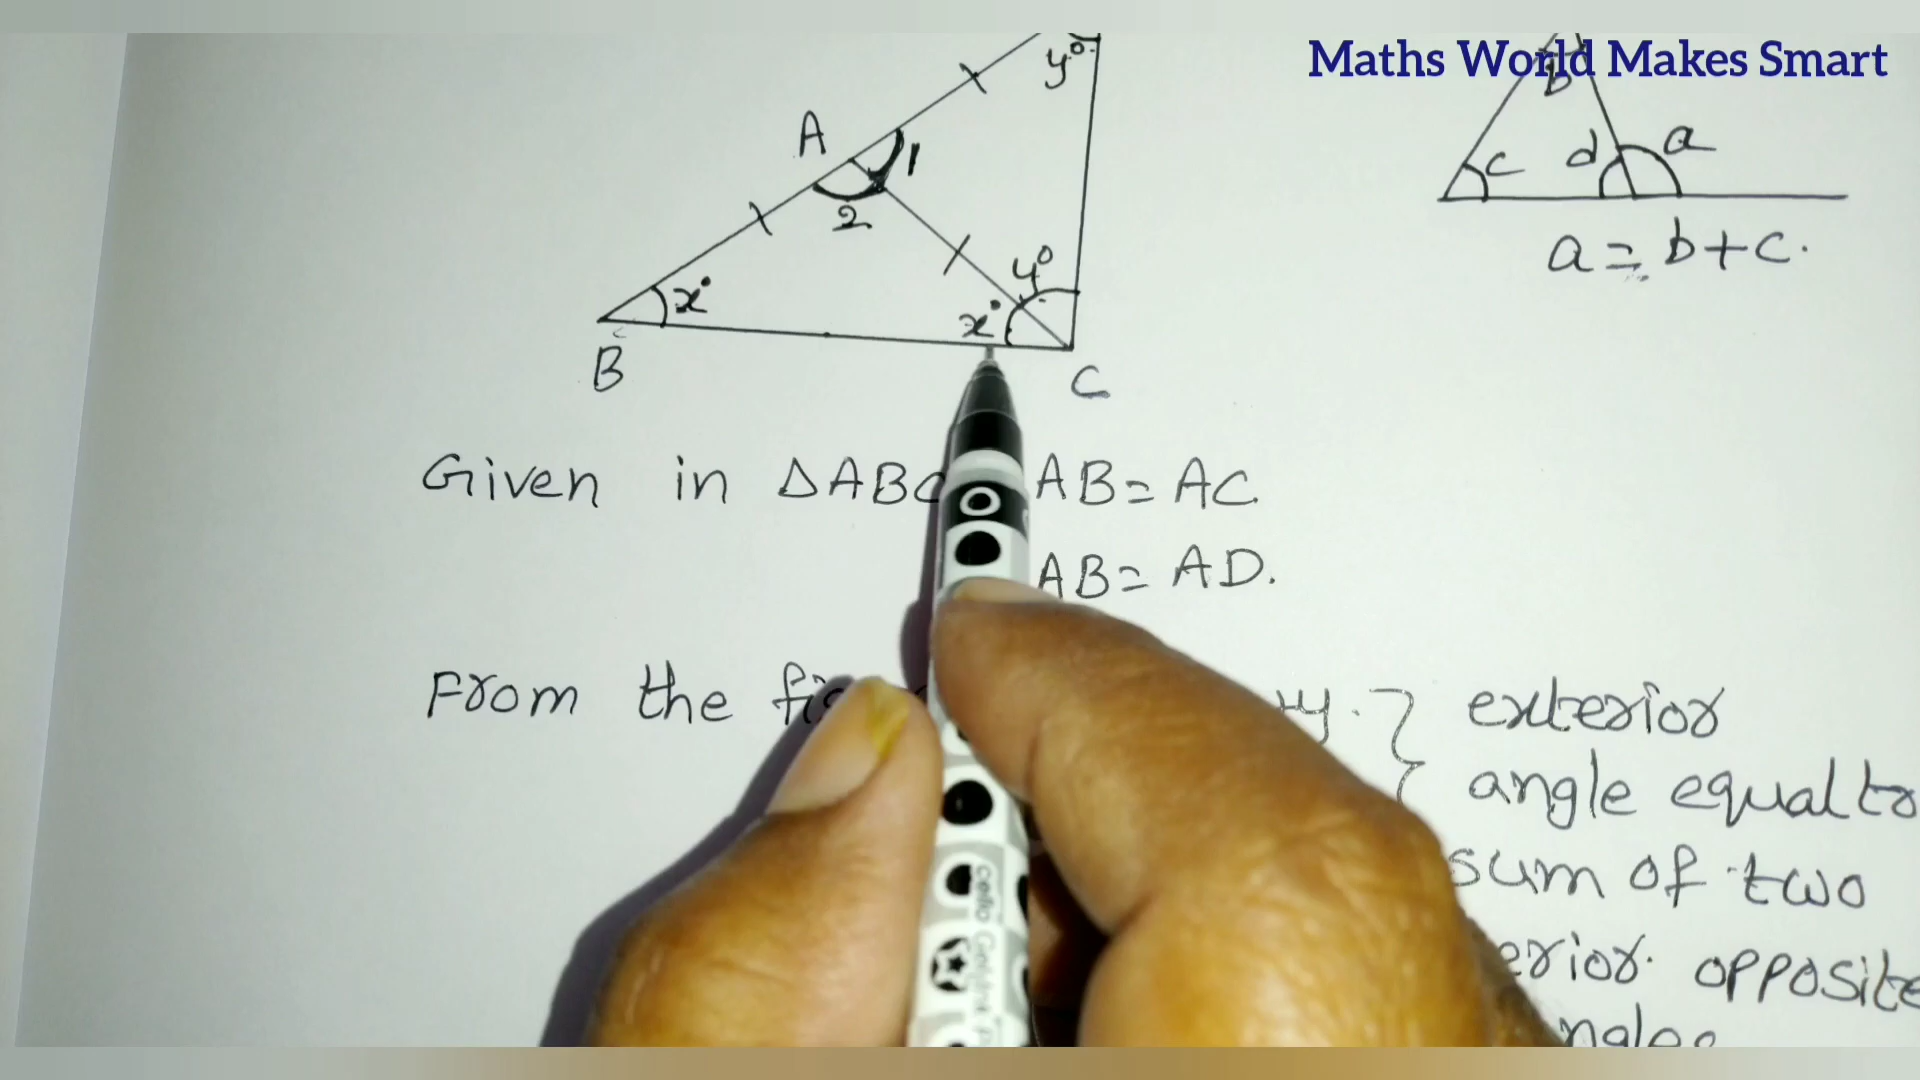 Maths World Makes Smart
y°
A
1
2
x°
y°
x°
B
C
b
c
d
a
a = b + c.
Given in △ABC AB = AC.
AB = AD.
From the exterior
angle equal to
sum of two
opposite